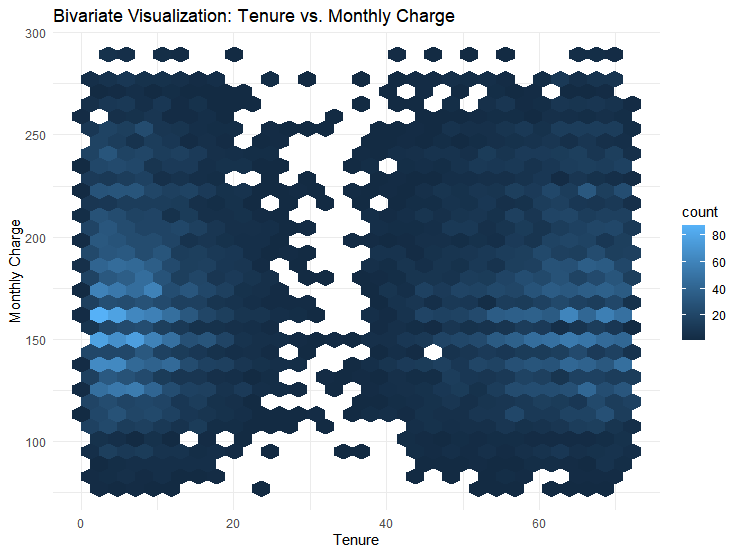 Bivariate Visualization: Tenure vs. Monthly Charge
300
250
200
150
100
Monthly Charge
0 20 40 60
Tenure
count
80
60
40
20